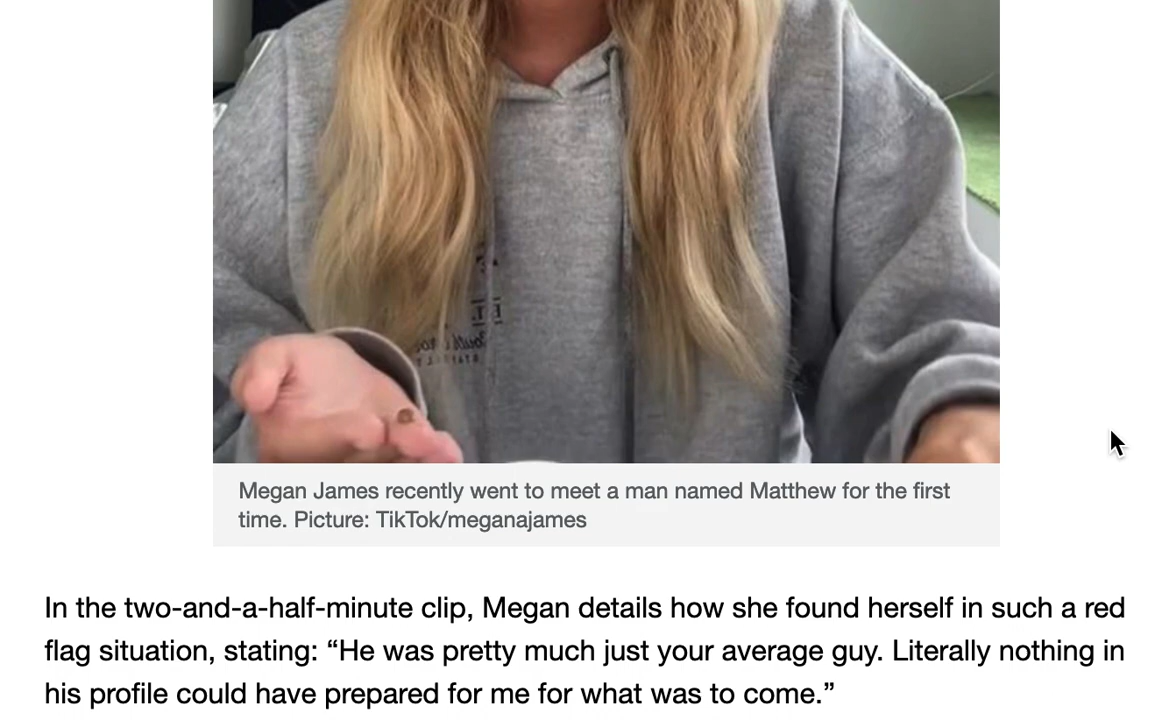 Megan James recently went to meet a man named Matthew for the first
time. Picture: TikTok/meganajames
In the two-and-a-half-minute clip, Megan details how she found herself in such a red
flag situation, stating: “He was pretty much just your average guy. Literally nothing in
his profile could have prepared for me for what was to come.”